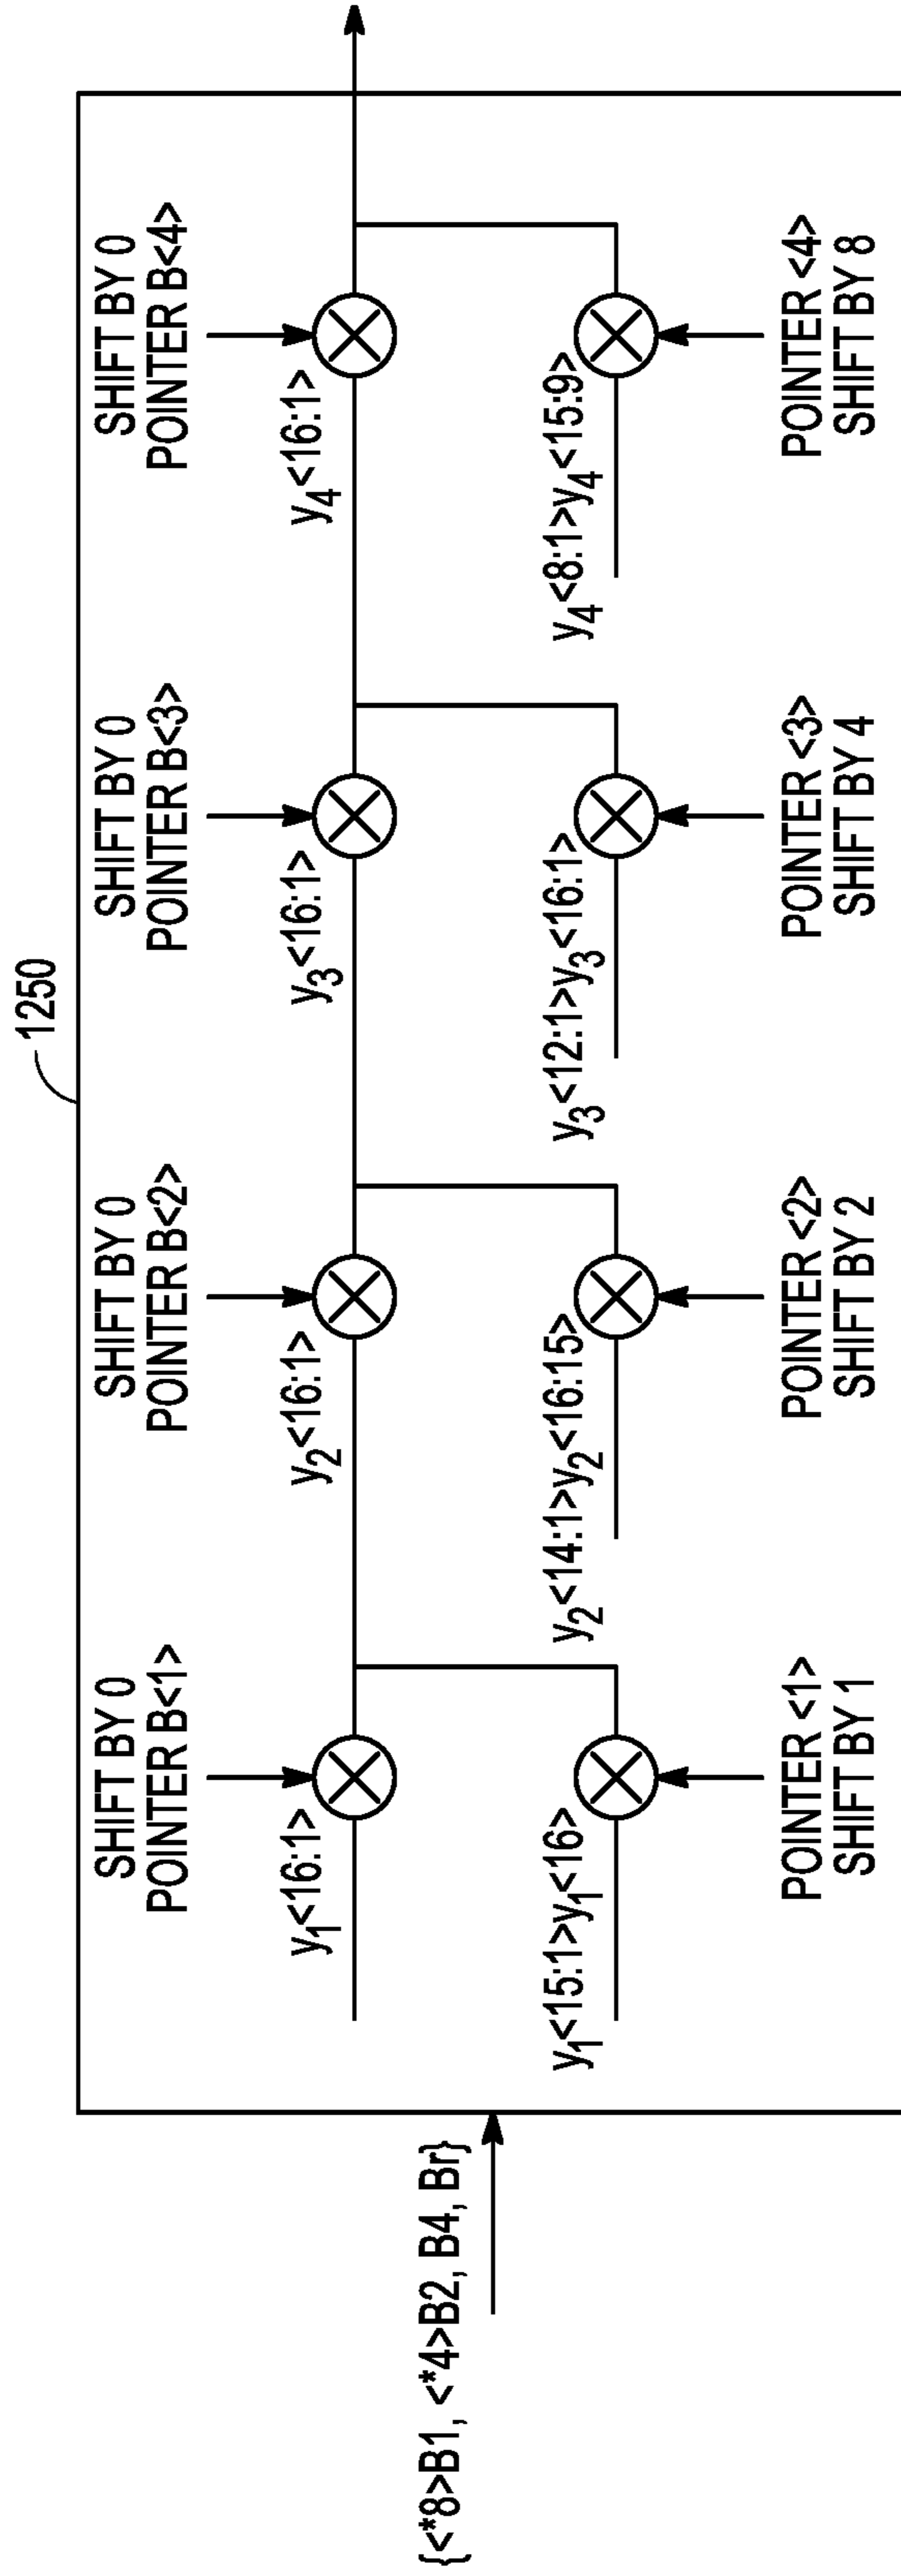 1250
SHIFT BY 0
POINTER B<1>
SHIFT BY 0
POINTER B<2>
SHIFT BY 0
POINTER B<3>
SHIFT BY 0
POINTER B<4>
y1<16:1>
y2<16:1>
y3<16:1>
y4<16:1>
{<*8>B1, <*4>B2, B4, Br}
y1<15:1>y1<16>
y2<14:1>y2<16:15>
y3<12:1>y3<16:1>
y4<8:1>y4<15:9>
POINTER <1>
SHIFT BY 1
POINTER <2>
SHIFT BY 2
POINTER <3>
SHIFT BY 4
POINTER <4>
SHIFT BY 8